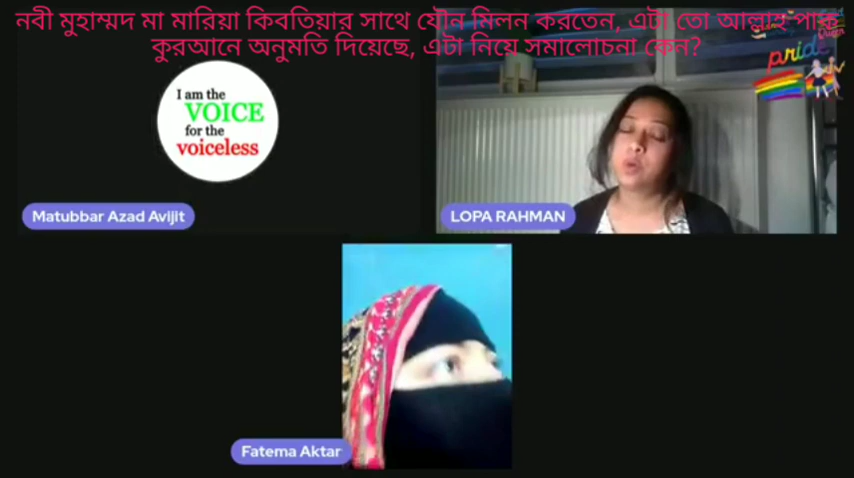 নবী মুহাম্মদ মা মারিয়া কিবতিয়ার সাথে যৌন মিলন করতেন, এটা তো আল্লাহ পাক
কুরআনে অনুমতি দিয়েছে, এটা নিয়ে সমালোচনা কেন?
pride
I am the
VOICE
for the
voiceless
Matubbar Azad Avijit
LOPA RAHMAN
Fatema Aktar